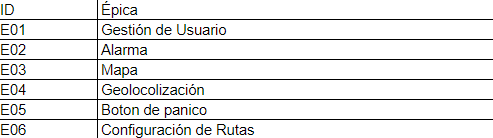 ID Épica
E01 Gestión de Usuario
E02 Alarma
E03 Mapa
E04 Geolocolización
E05 Boton de panico
E06 Configuración de Rutas